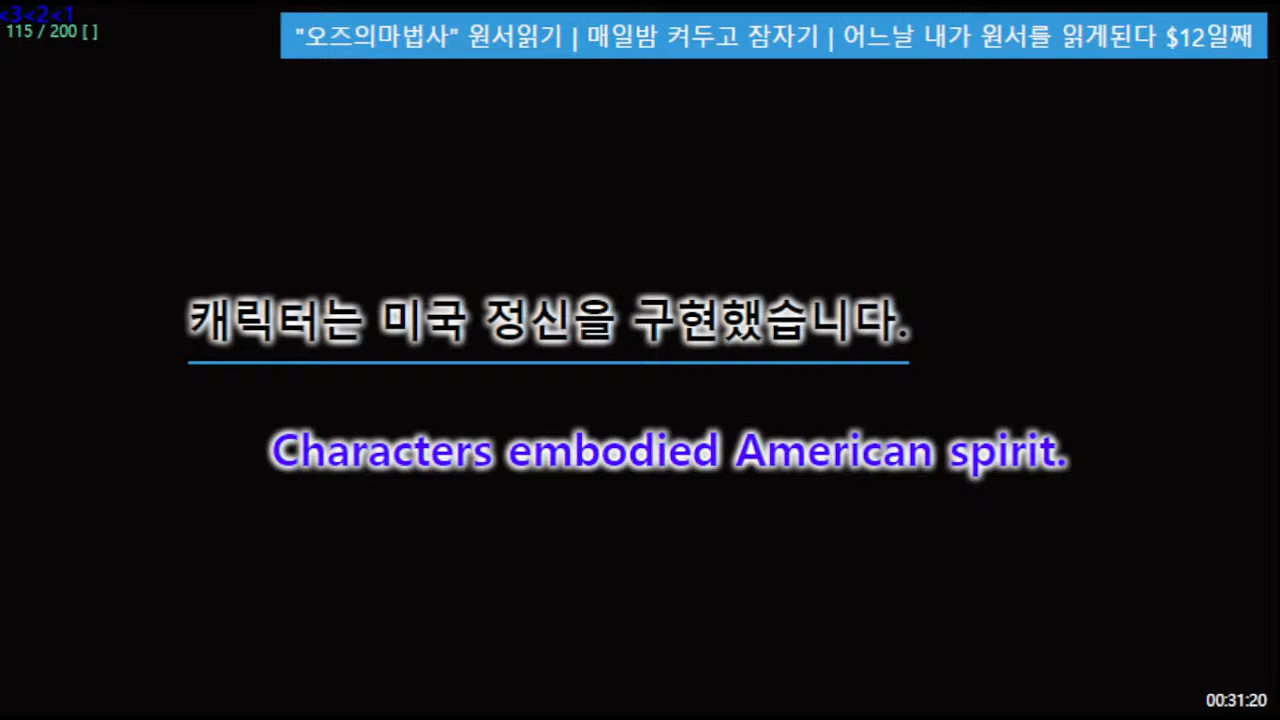 <3<2<1
115 / 200 [ ]
"오즈의마법사" 원서읽기 | 매일밤 켜두고 잠자기 | 어느날 내가 원서를 읽게된다 $12일째
캐릭터는 미국 정신을 구현했습니다.
Characters embodied American spirit.
00:31:20